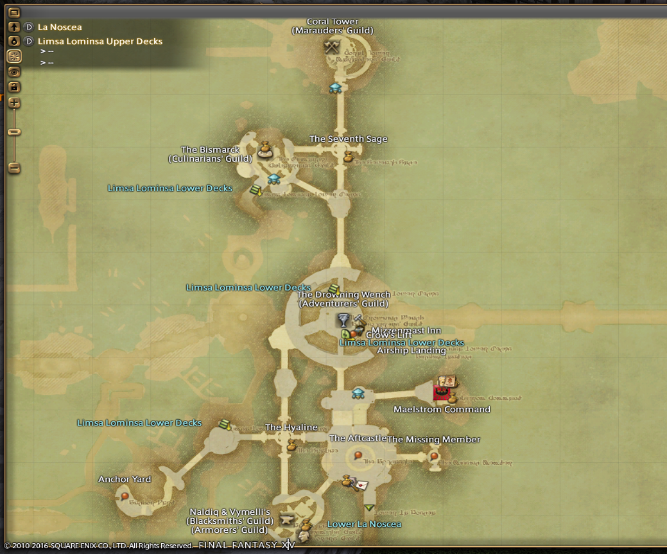 La Noscea
Limsa Lominsa Upper Decks
> --
> --
Coral Tower
(Marauders' Guild)
The Seventh Sage
The Bismarck
(Culinarians' Guild)
Limsa Lominsa Lower Decks
Limsa Lominsa Lower Decks
The Drowning Wench
(Adventurers' Guild)
Mizzenmast Inn
Crow's Lift
Limsa Lominsa Lower Decks
Airship Landing
Maelstrom Command
Limsa Lominsa Lower Decks
The Hyaline
The Aftcastle
The Missing Member
Anchor Yard
Naldiq & Vymelli's
(Blacksmiths' Guild)
(Armorers' Guild)
Lower La Noscea
© 2010-2016 SQUARE ENIX CO., LTD. All Rights Reserved. FINAL FANTASY XIV